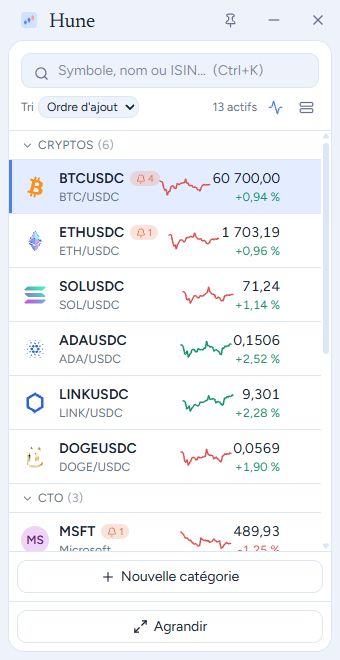 Hune
Symbole, nom ou ISIN... (Ctrl+K)
Tri Ordre d'ajout 13 actifs
CRYPTOS (6)
BTCUSDC 4 60 700,00
BTC/USDC +0,94 %
ETHUSDC 1 1 703,19
ETH/USDC +0,96 %
SOLUSDC 71,24
SOL/USDC +1,14 %
ADAUSDC 0,1506
ADA/USDC +2,52 %
LINKUSDC 9,301
LINK/USDC +2,28 %
DOGEUSDC 0,0569
DOGE/USDC +1,90 %
CTO (3)
MS MSFT 1 489,93
Microsoft -1,25 %
Nouvelle catégorie
Agrandir